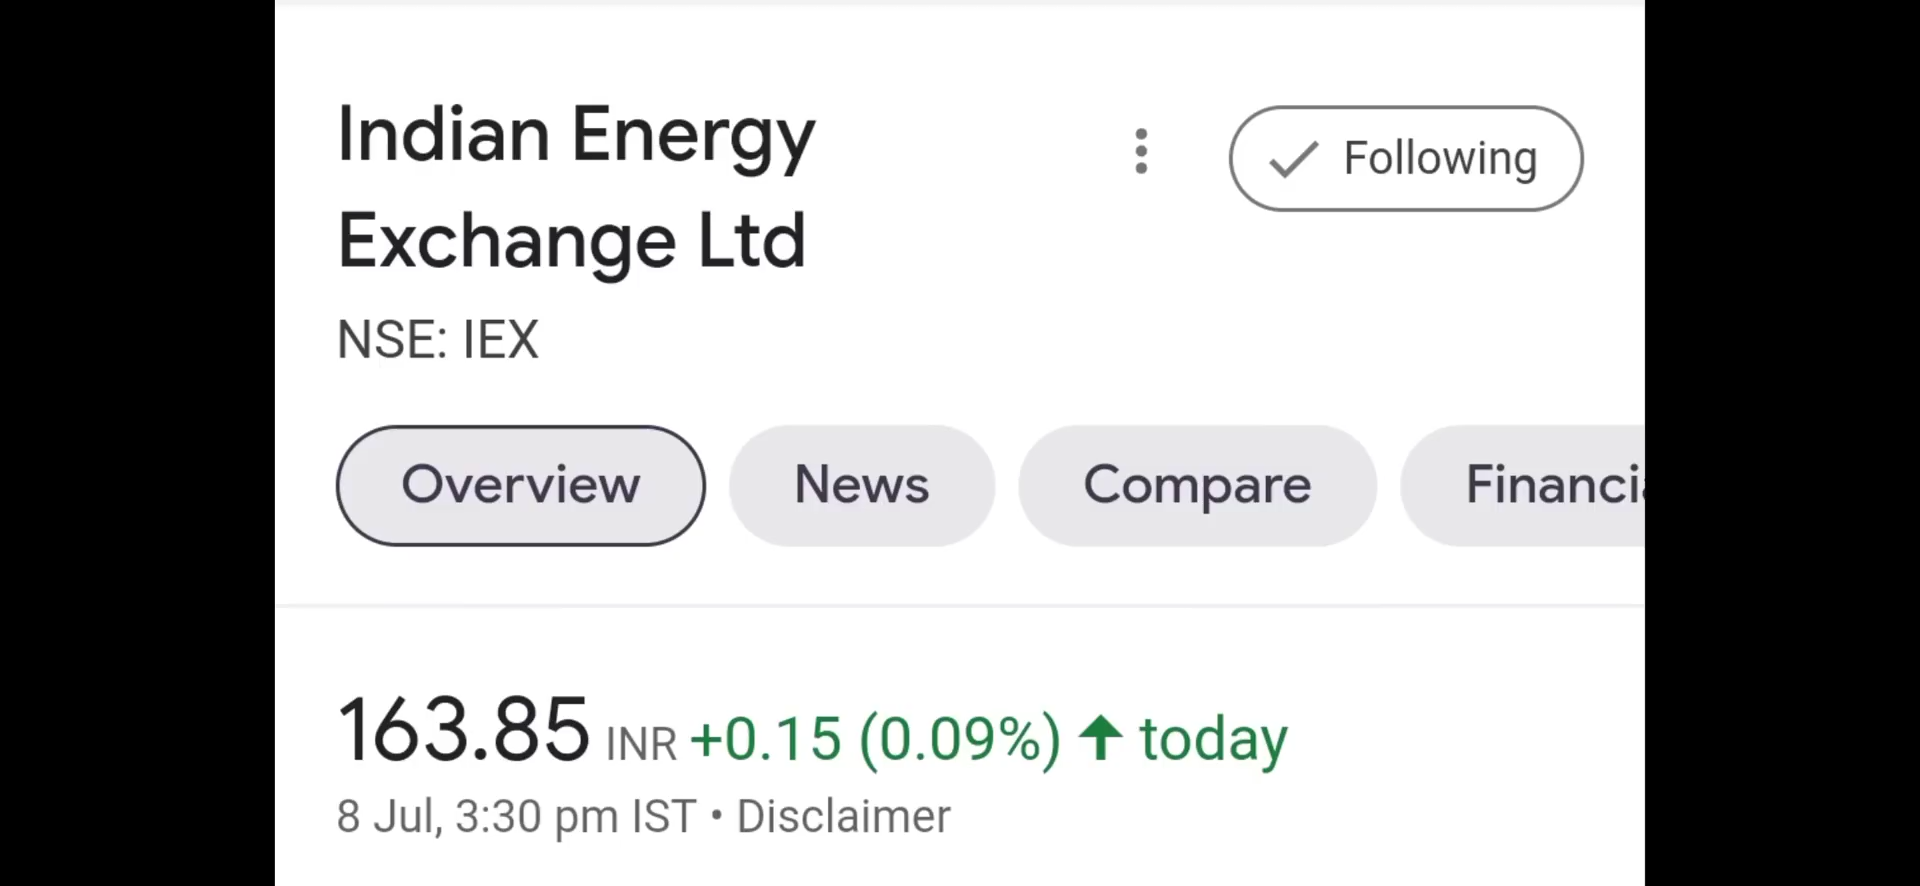 Indian Energy
Exchange Ltd
Following
NSE: IEX
Overview News Compare Financi
163.85 INR +0.15 (0.09%) ↑ today
8 Jul, 3:30 pm IST • Disclaimer